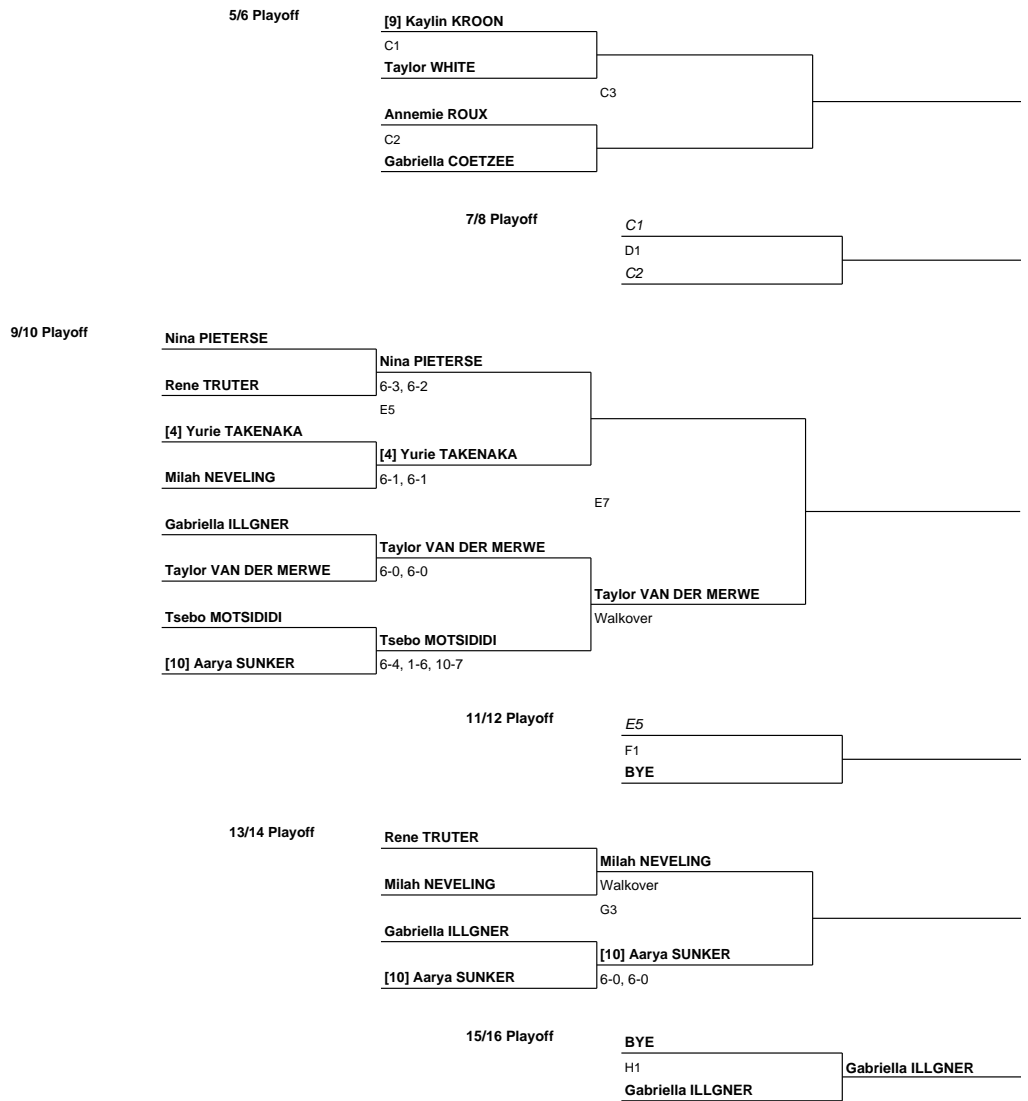 5/6 Playoff
[9] Kaylin KROON
C1
Taylor WHITE
C3
Annemie ROUX
C2
Gabriella COETZEE
7/8 Playoff
C1
D1
C2
9/10 Playoff
Nina PIETERSE
Nina PIETERSE
Rene TRUTER
6-3, 6-2
E5
[4] Yurie TAKENAKA
[4] Yurie TAKENAKA
Milah NEVELING
6-1, 6-1
E7
Gabriella ILLGNER
Taylor VAN DER MERWE
Taylor VAN DER MERWE
6-0, 6-0
Taylor VAN DER MERWE
Tsebo MOTSIDIDI
Walkover
Tsebo MOTSIDIDI
[10] Aarya SUNKER
6-4, 1-6, 10-7
11/12 Playoff
E5
F1
BYE
13/14 Playoff
Rene TRUTER
Milah NEVELING
Milah NEVELING
Walkover
G3
Gabriella ILLGNER
[10] Aarya SUNKER
[10] Aarya SUNKER
6-0, 6-0
15/16 Playoff
BYE
H1
Gabriella ILLGNER
Gabriella ILLGNER